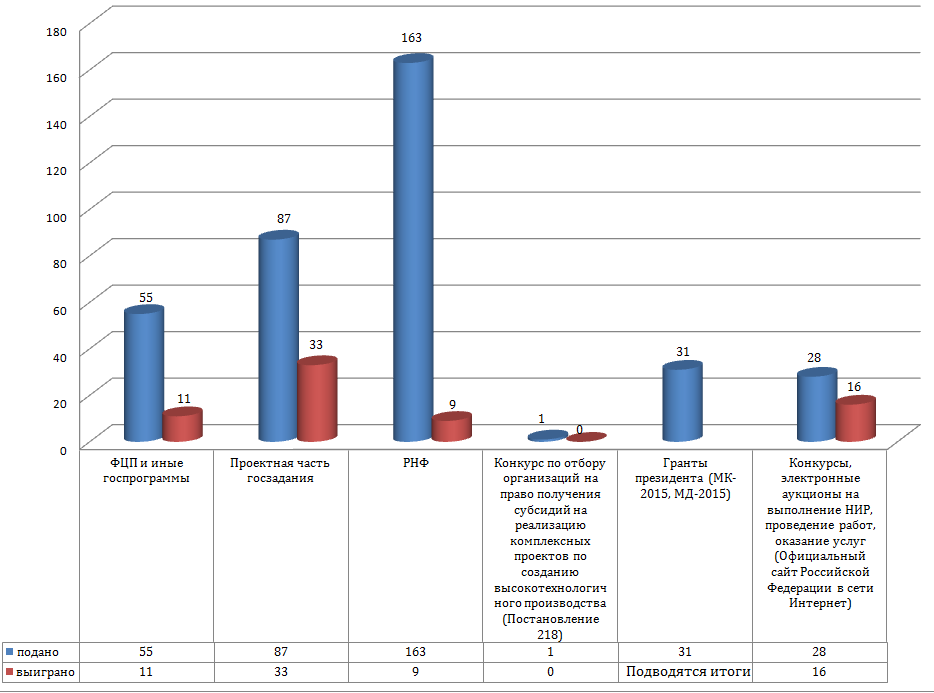 180
160
140
120
100
80
60
40
20
0
55
11
87
33
163
9
1
0
31
28
16
ФЦП и иные
госпрограммы
Проектная часть
госзадания
РНФ
Конкурс по отбору
организаций на
право получения
субсидий на
реализацию
комплексных
проектов по
созданию
высокотехнологич
ного производства
(Постановление
218)
Гранты
президента (МК-
2015, МД-2015)
Конкурсы,
электронные
аукционы на
выполнение НИР,
проведение работ,
оказание услуг
(Официальный
сайт Российской
Федерации в сети
Интернет)
подано 55 87 163 1 31 28
выиграно 11 33 9 0 Подводятся итоги 16